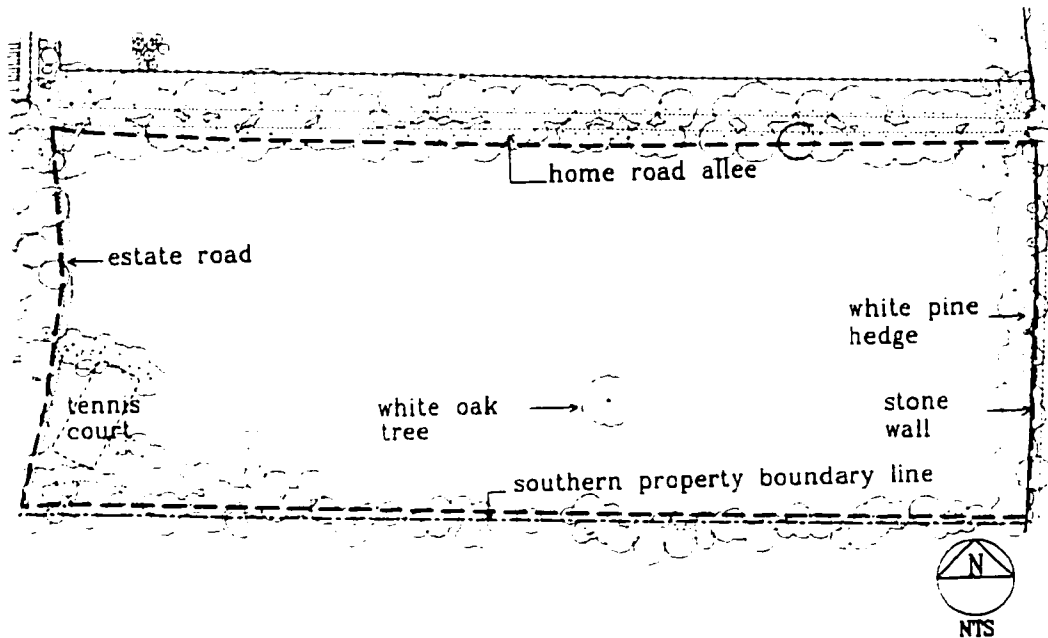 home road allee
estate road
white pine
hedge
tennis
court
white oak
tree
stone
wall
southern property boundary line
N
NTS